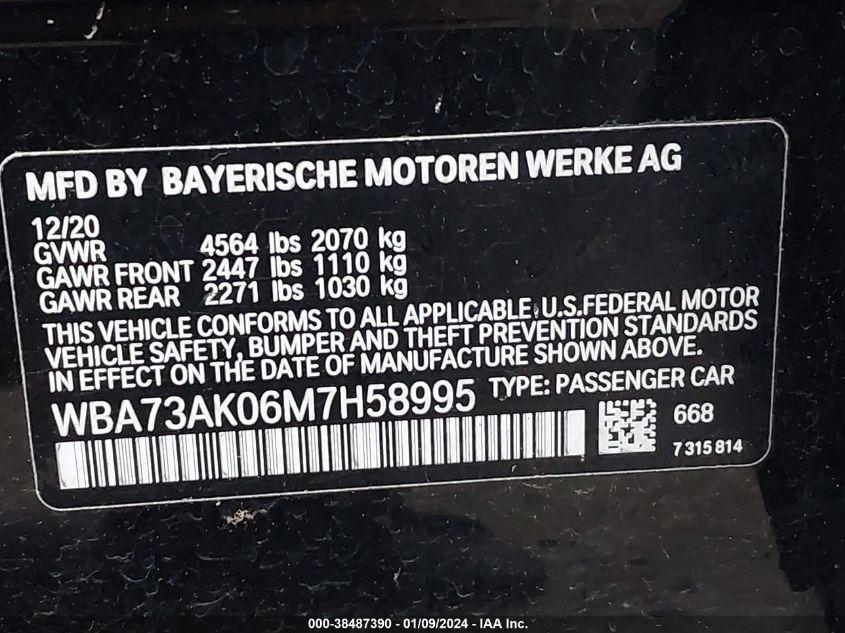 MFD BY BAYERISCHE MOTOREN WERKE AG
12/20
GVWR 4564 lbs 2070 kg
GAWR FRONT 2447 lbs 1110 kg
GAWR REAR 2271 lbs 1030 kg
THIS VEHICLE CONFORMS TO ALL APPLICABLE U.S.FEDERAL MOTOR
VEHICLE SAFETY, BUMPER AND THEFT PREVENTION STANDARDS
IN EFFECT ON THE DATE OF MANUFACTURE SHOWN ABOVE.
WBA73AK06M7H58995 TYPE: PASSENGER CAR
668
7 315 814
000-38487390 - 01/09/2024 - IAA Inc.